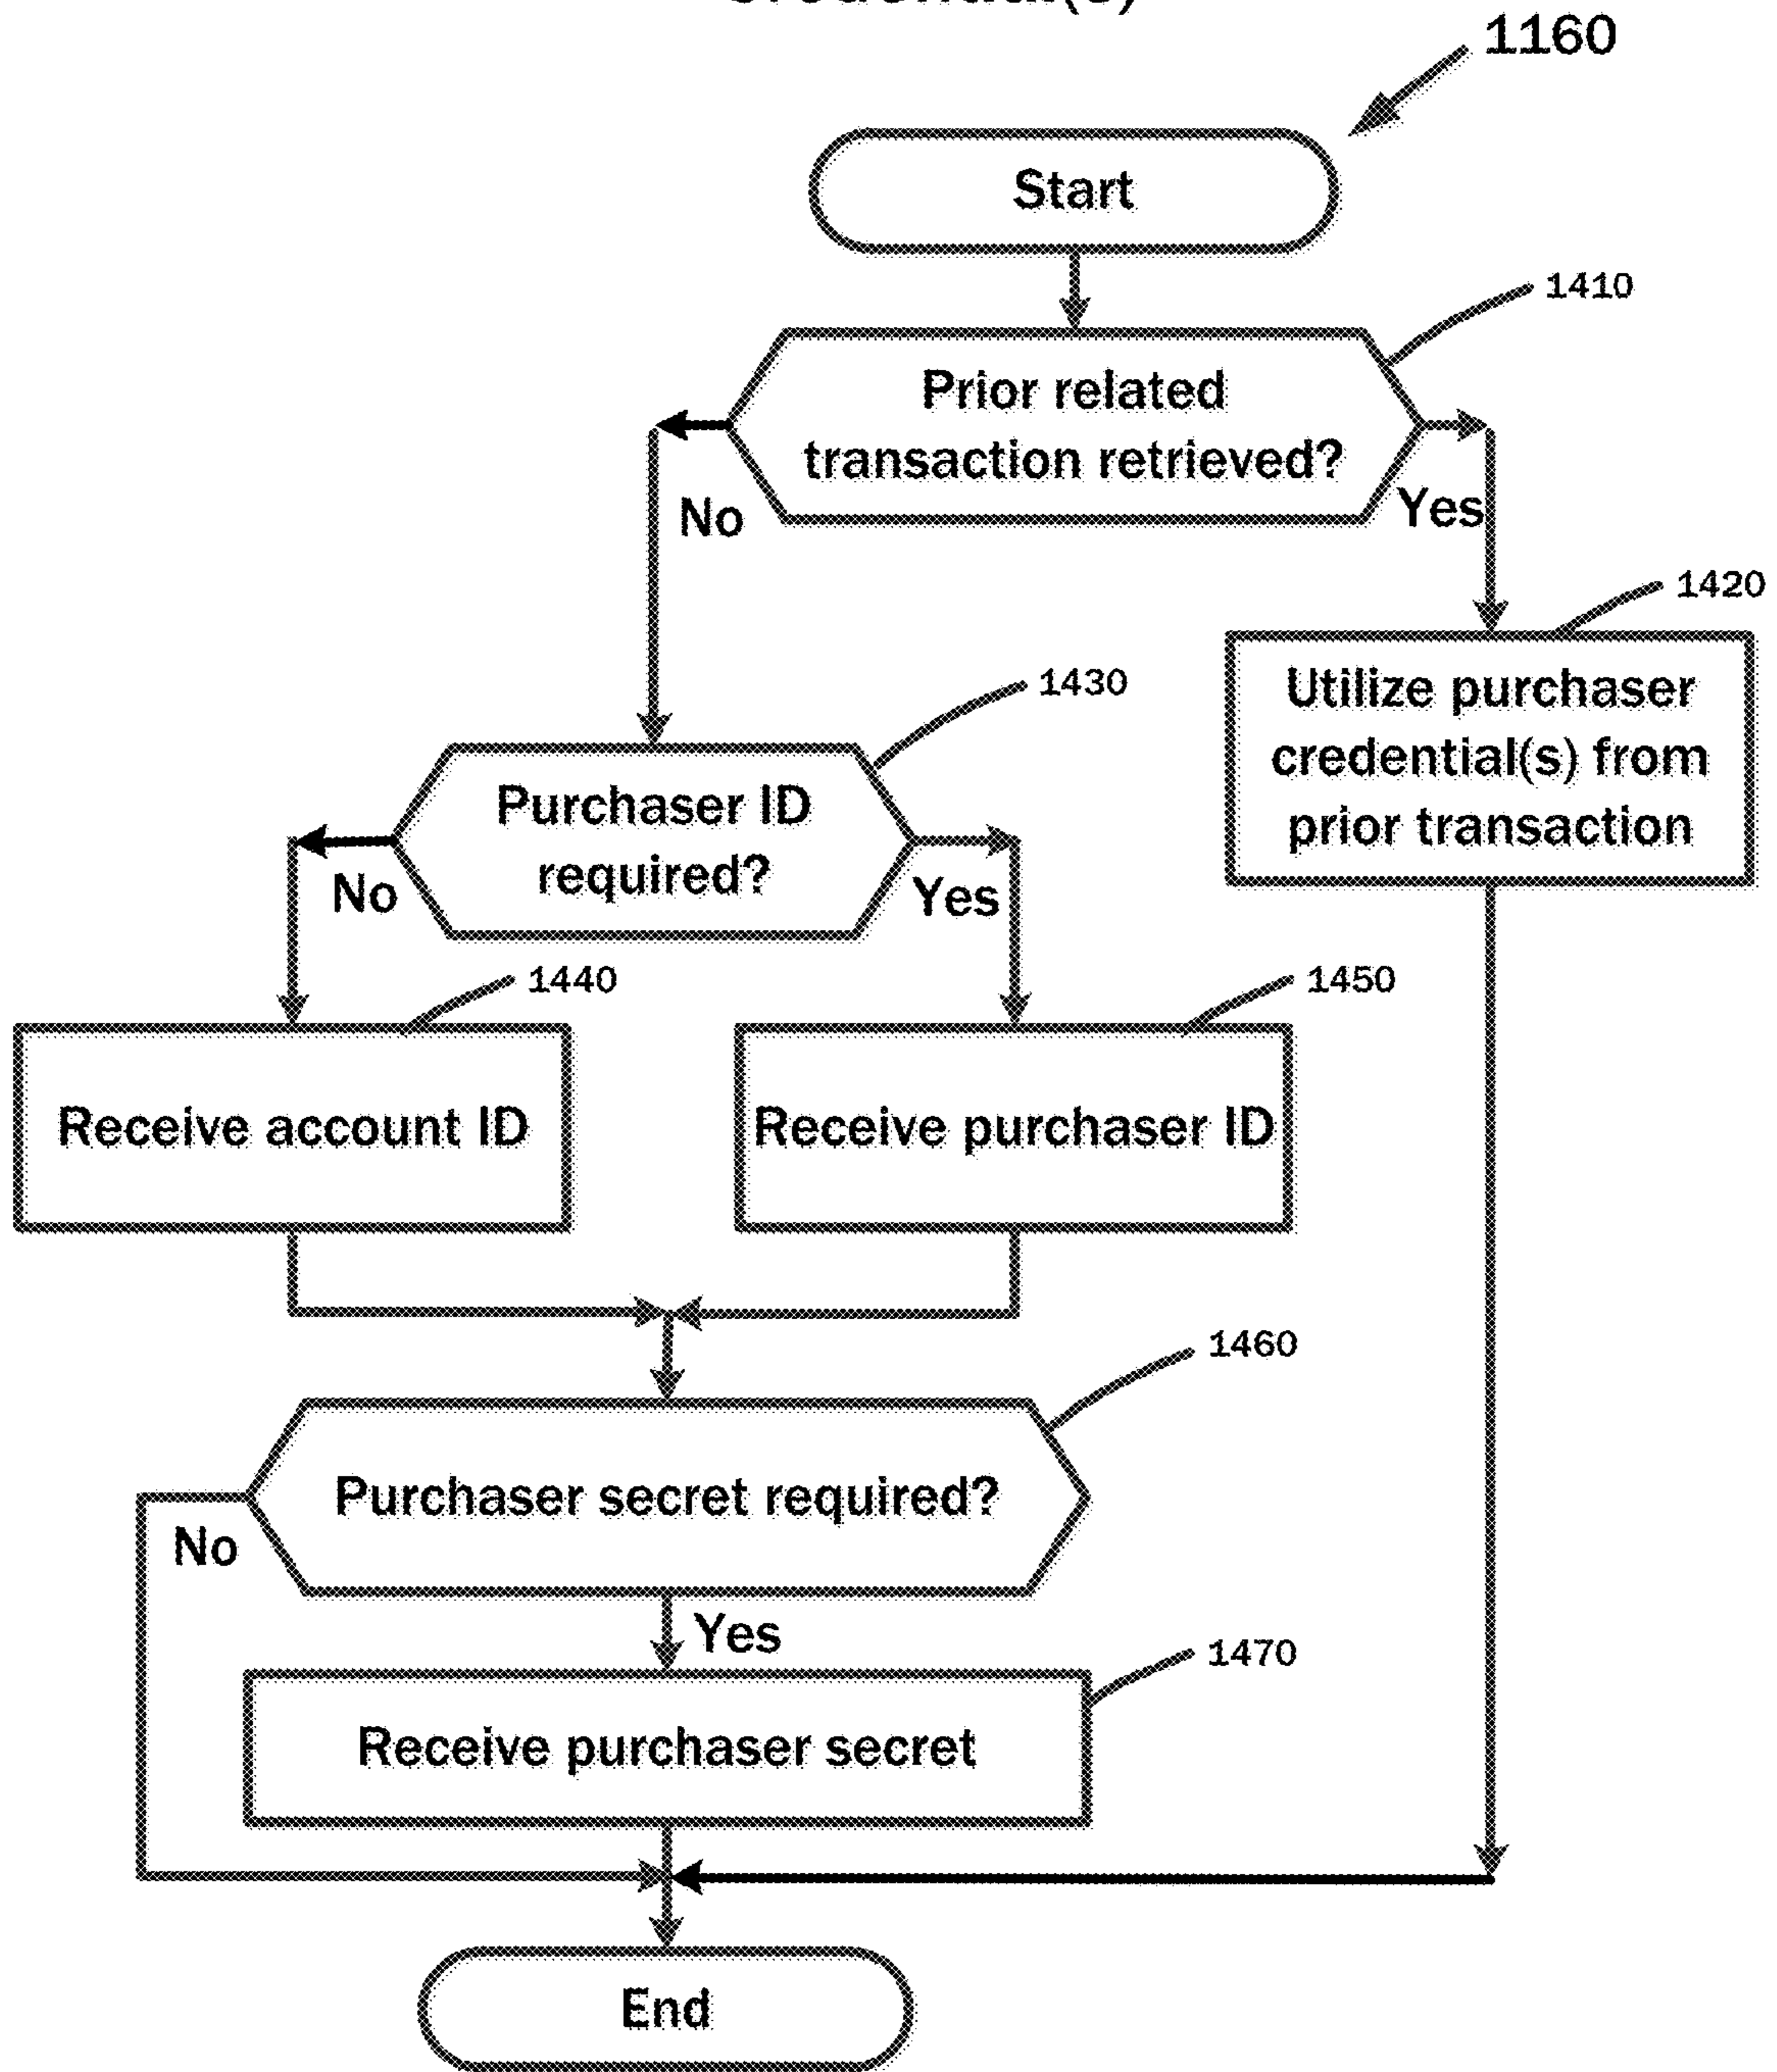 1160
Start
1410
Prior related
transaction retrieved?
No
Yes
1420
Utilize purchaser
credential(s) from
prior transaction
1430
Purchaser ID
required?
No
Yes
1440
1450
Receive account ID
Receive purchaser ID
1460
Purchaser secret required?
No
Yes
1470
Receive purchaser secret
End